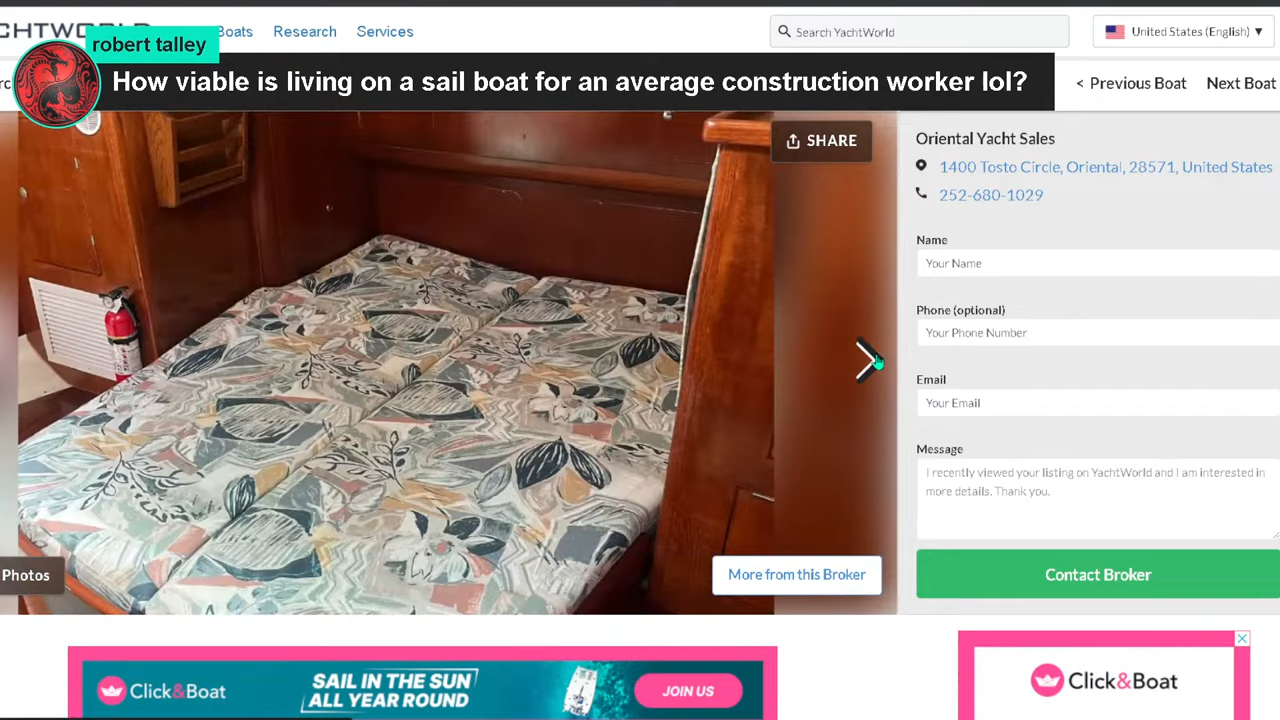 robert talley
How viable is living on a sail boat for an average construction worker lol?
Boats
Research
Services
Search YachtWorld
United States (English) ▼
< Previous Boat
Next Boat
SHARE
Oriental Yacht Sales
1400 Tosto Circle, Oriental, 28571, United States
252-680-1029
Name
Your Name
Phone (optional)
Your Phone Number
Email
Your Email
Message
I recently viewed your listing on YachtWorld and I am interested in
more details. Thank you.
Photos
More from this Broker
Contact Broker
Click&Boat
SAIL IN THE SUN
ALL YEAR ROUND
JOIN US
Click&Boat